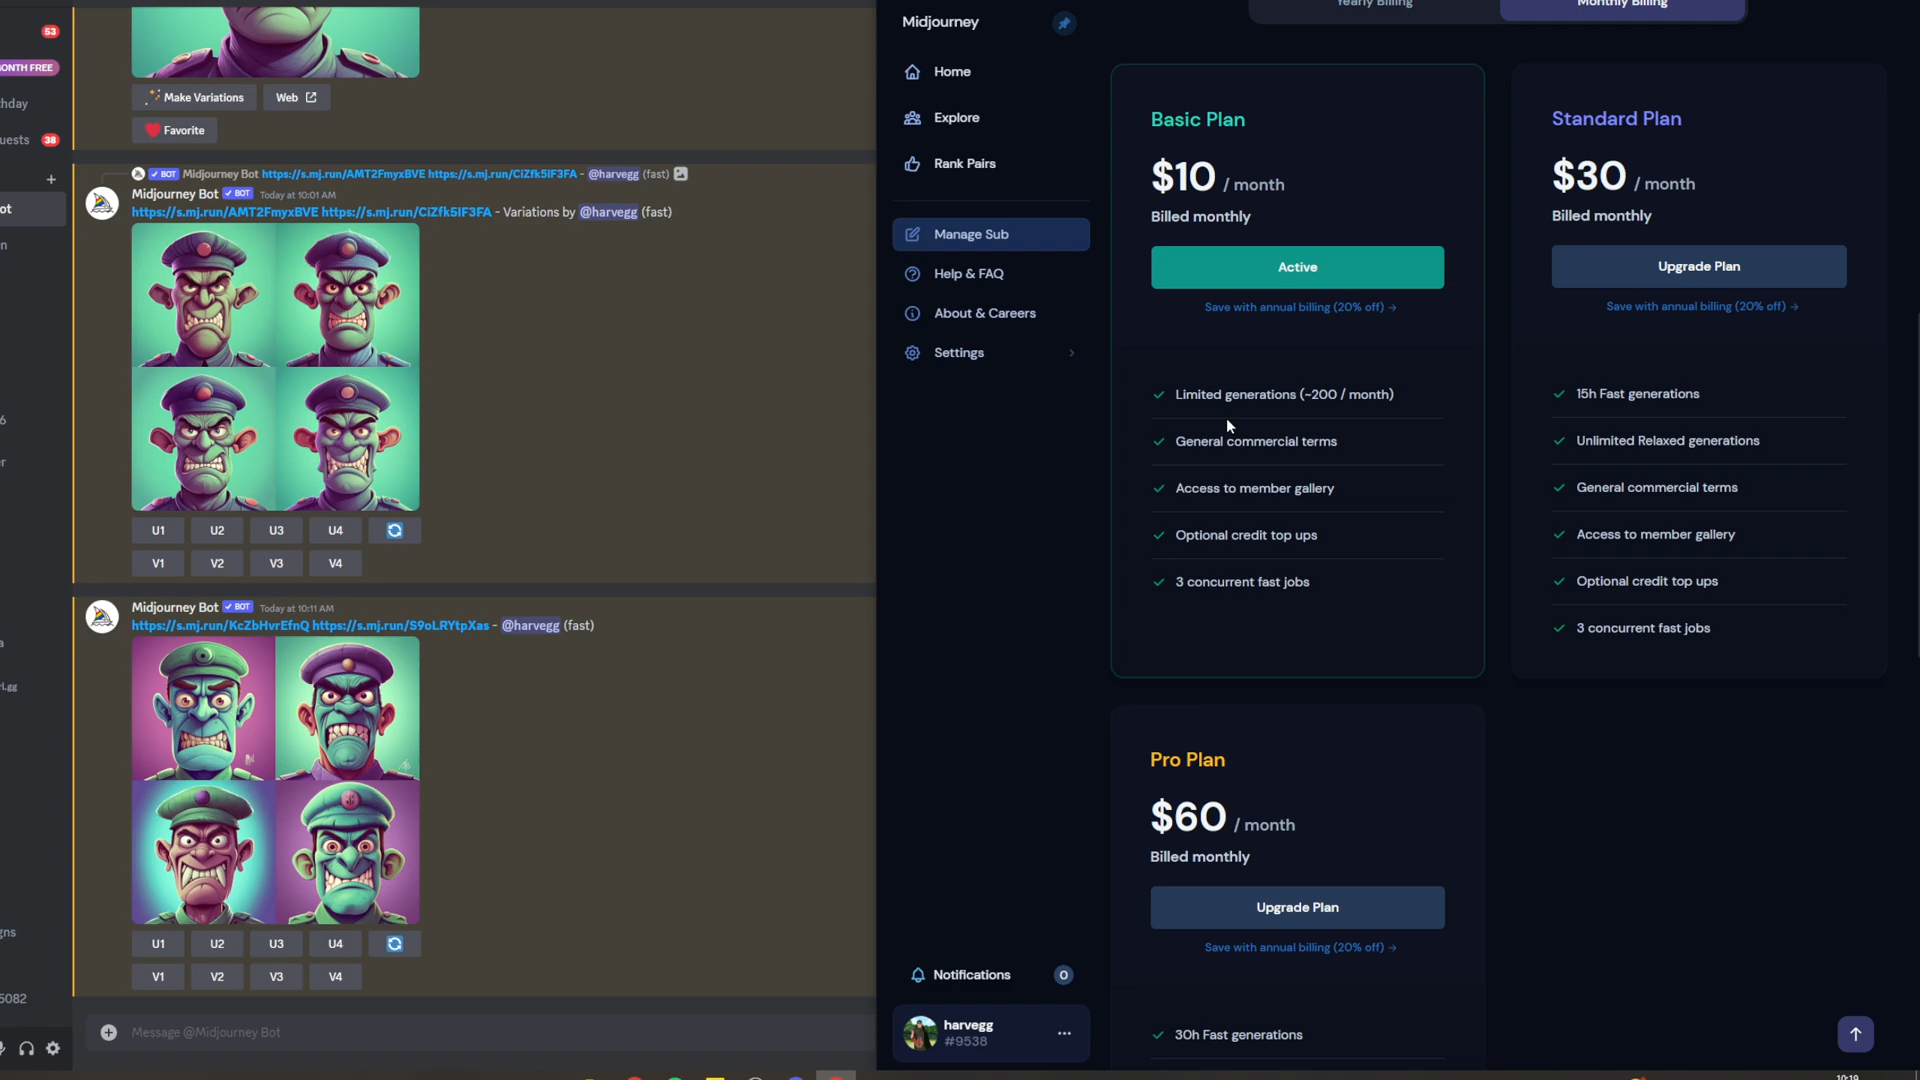 53
ONTH FREE
hday
uests 38
ot
n
6
er
a
l.gg
gns
5082
Make Variations
Web
Favorite
BOT Midjourney Bot https://s.mj.run/AMT2FmyxBVE https://s.mj.run/CiZfk5IF3FA - @harvegg (fast)
Midjourney Bot BOT Today at 10:01 AM
https://s.mj.run/AMT2FmyxBVE https://s.mj.run/CiZfk5IF3FA - Variations by @harvegg (fast)
U1 U2 U3 U4
V1 V2 V3 V4
Midjourney Bot BOT Today at 10:11 AM
https://s.mj.run/KcZbHvrEfnQ https://s.mj.run/S9oLRYtpXas - @harvegg (fast)
U1 U2 U3 U4
V1 V2 V3 V4
Message @Midjourney Bot
Midjourney
Home
Explore
Rank Pairs
Manage Sub
Help & FAQ
About & Careers
Settings
Notifications 0
harvegg
#9538
Yearly Billing
Monthly Billing
Basic Plan
$10 / month
Billed monthly
Active
Save with annual billing (20% off) →
Limited generations (~200 / month)
General commercial terms
Access to member gallery
Optional credit top ups
3 concurrent fast jobs
Standard Plan
$30 / month
Billed monthly
Upgrade Plan
Save with annual billing (20% off) →
15h Fast generations
Unlimited Relaxed generations
General commercial terms
Access to member gallery
Optional credit top ups
3 concurrent fast jobs
Pro Plan
$60 / month
Billed monthly
Upgrade Plan
Save with annual billing (20% off) →
30h Fast generations
10:19